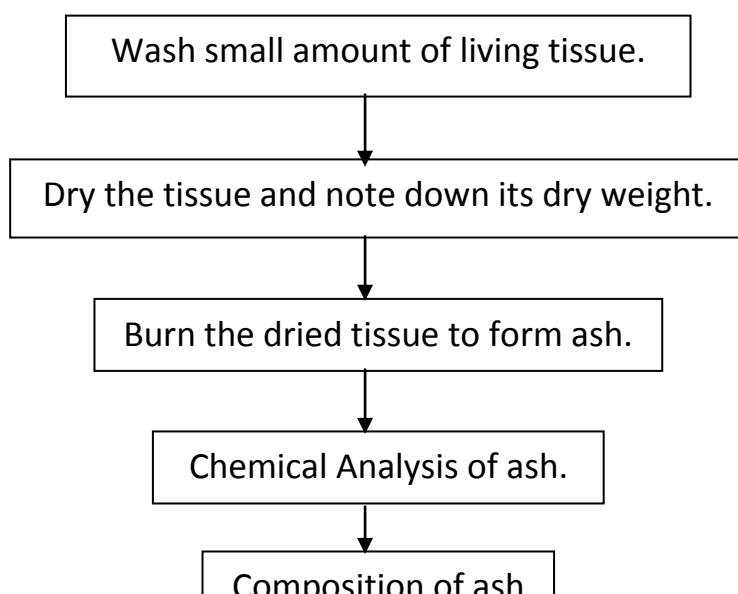 Wash small amount of living tissue.
Dry the tissue and note down its dry weight.
Burn the dried tissue to form ash.
Chemical Analysis of ash.
Composition of ash